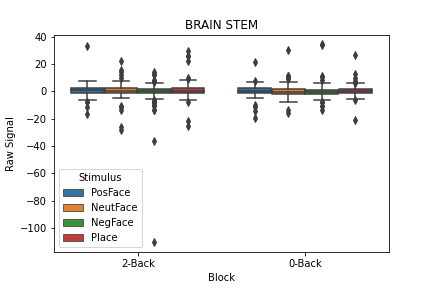 BRAIN STEM
40
20
0
−20
−40
−60
−80
−100
Raw Signal
Stimulus
PosFace
NeutFace
NegFace
Place
2-Back
0-Back
Block